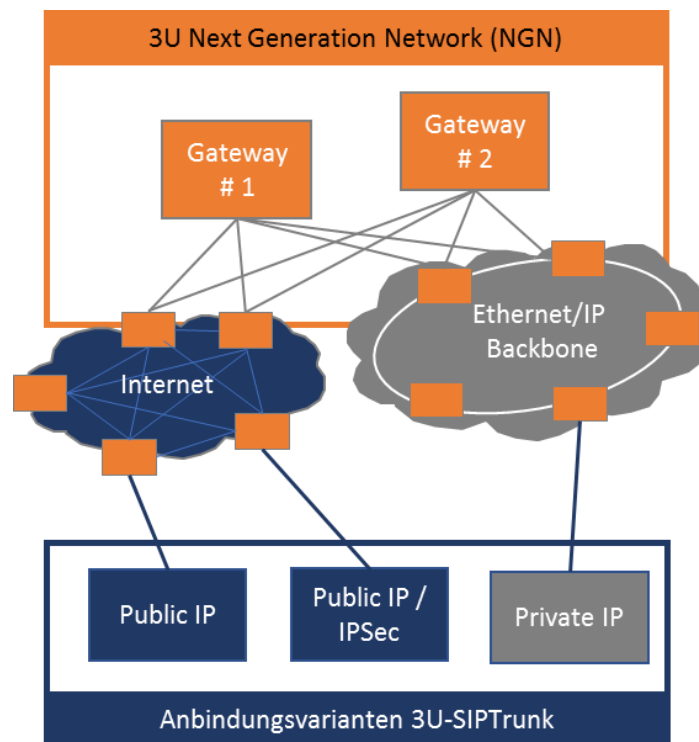 3U Next Generation Network (NGN)
Gateway
# 1
Gateway
# 2
Ethernet/IP
Backbone
Internet
Public IP
Public IP /
IPSec
Private IP
Anbindungsvarianten 3U-SIPTrunk